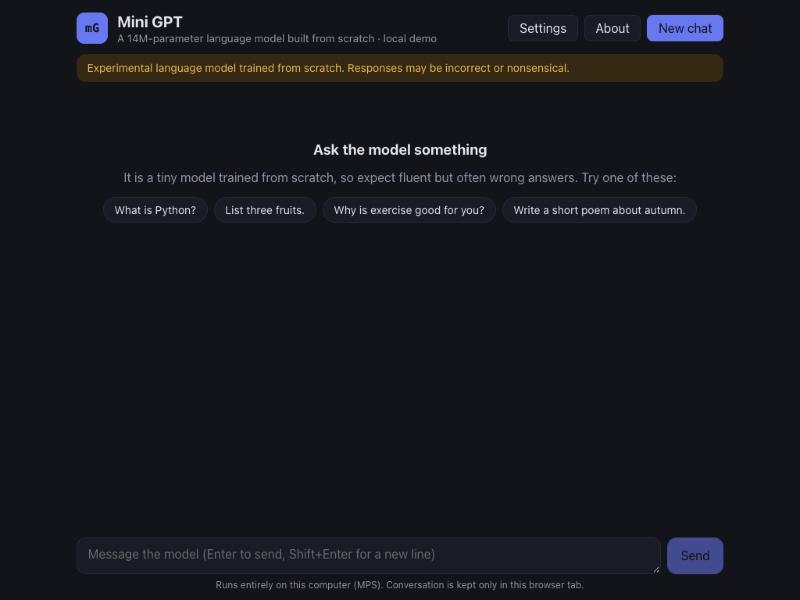 mG
Mini GPT
A 14M-parameter language model built from scratch · local demo
Settings
About
New chat
Experimental language model trained from scratch. Responses may be incorrect or nonsensical.
Ask the model something
It is a tiny model trained from scratch, so expect fluent but often wrong answers. Try one of these:
What is Python?
List three fruits.
Why is exercise good for you?
Write a short poem about autumn.
Message the model (Enter to send, Shift+Enter for a new line)
Send
Runs entirely on this computer (MPS). Conversation is kept only in this browser tab.